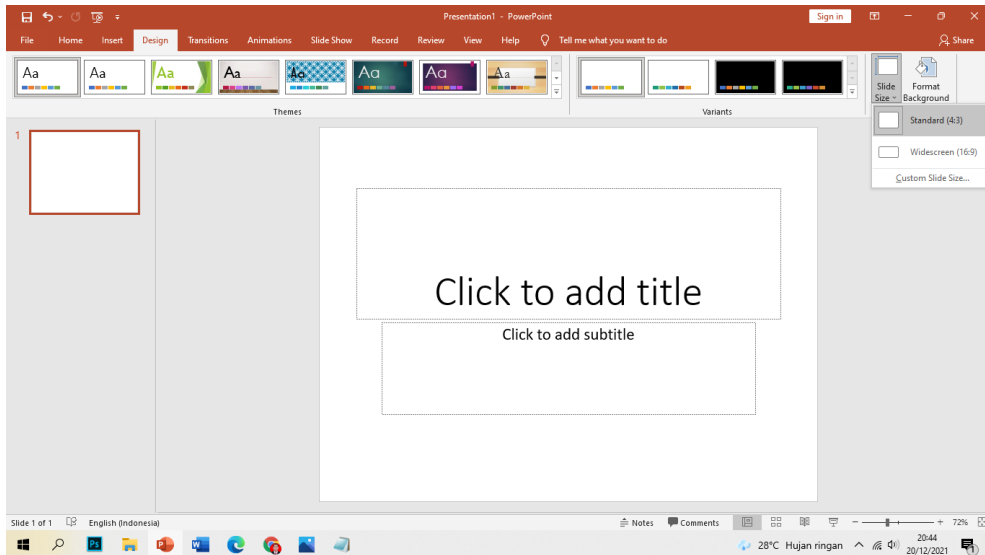 Presentation1 - PowerPoint
Sign in
File Home Insert Design Transitions Animations Slide Show Record Review View Help Tell me what you want to do Share
Aa Aa Aa Aa Aa Aa Aa Aa
Slide Size
Format Background
Themes
Variants
Standard (4:3)
Widescreen (16:9)
Custom Slide Size...
1
Click to add title
Click to add subtitle
Slide 1 of 1 English (Indonesia) Notes Comments 72%
Ps
28°C Hujan ringan
20:44
20/12/2021